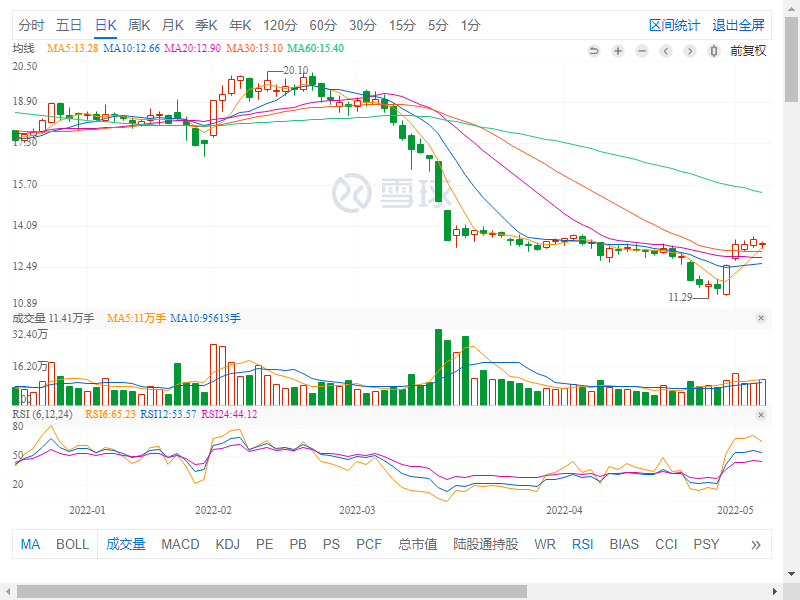 分时 五日 日K 周K 月K 季K 年K 120分 60分 30分 15分 5分 1分 区间统计 退出全屏
均线 MA5:13.28 MA10:12.66 MA20:12.90 MA30:13.10 MA60:15.40 前复权
20.50
20.10
18.90
17.30
15.70
雪球
14.09
12.49
11.29
10.89
成交量 11.41万手 MA5:11万手 MA10:95613手
32.40万
16.20万
RSI (6,12,24) RSI6:65.23 RSI12:53.57 RSI24:44.12
80
50
20
2022-01 2022-02 2022-03 2022-04 2022-05
MA BOLL 成交量 MACD KDJ PE PB PS PCF 总市值 陆股通持股 WR RSI BIAS CCI PSY »